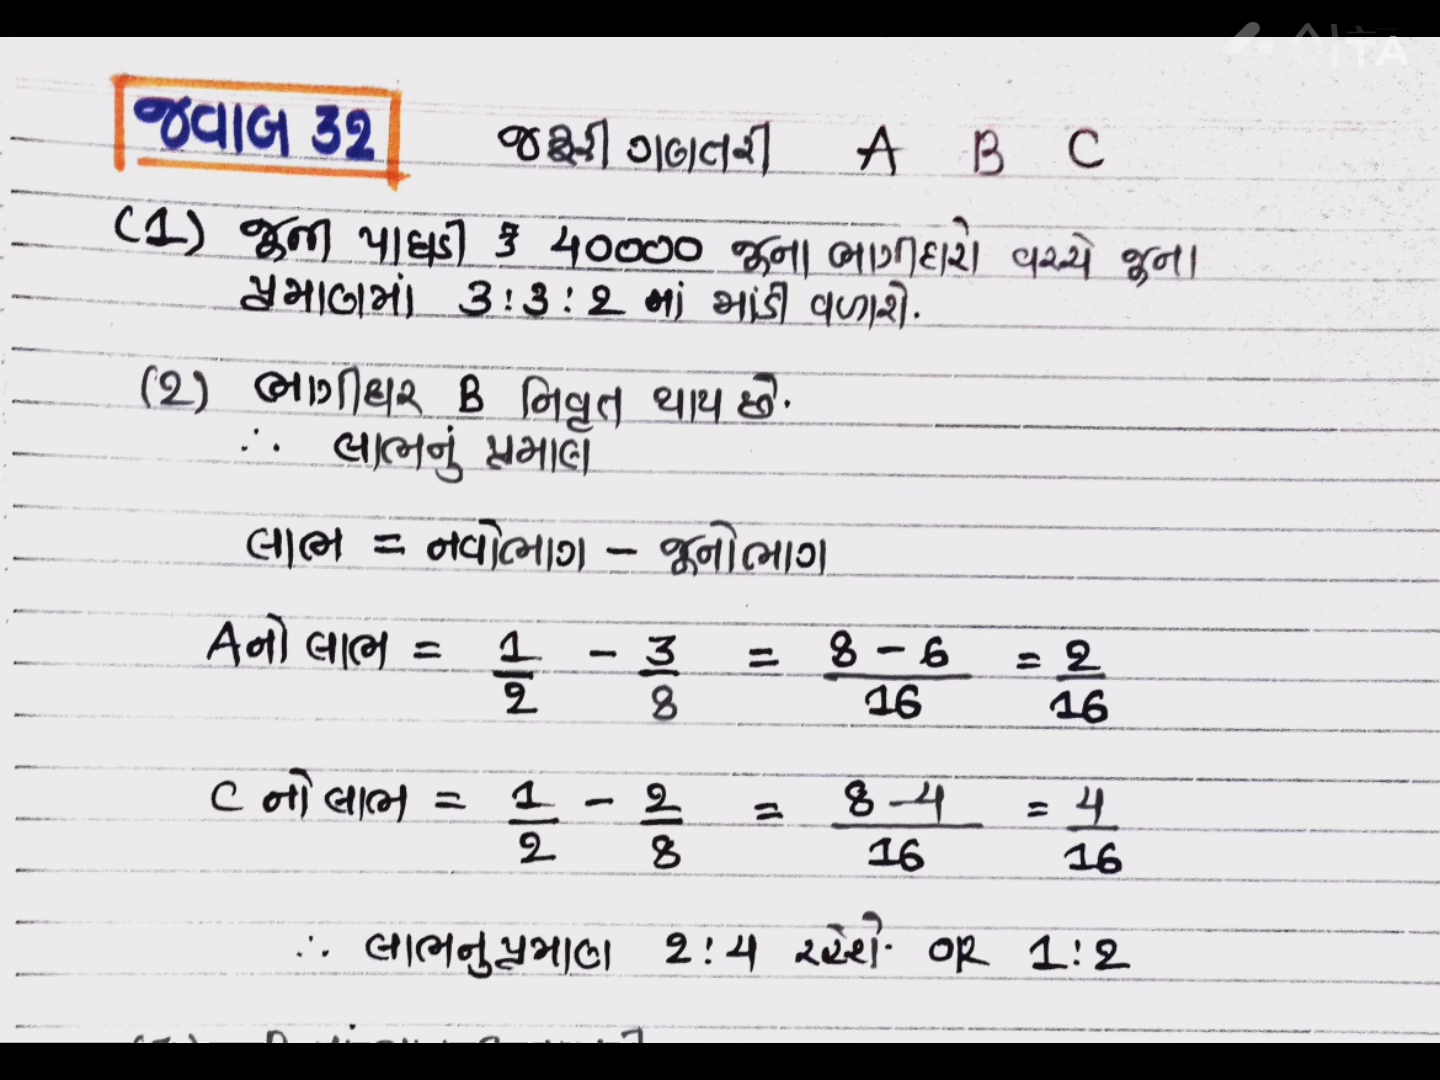 જવાબ 32
જરૂરી ગણતરી A B C
(1) જૂની પાઘડી ₹ 40000 જૂના ભાગીદારો વચ્ચે જૂના
પ્રમાણમાં 3:3:2 માં માંડી વળાશે.
(2) ભાગીદાર B નિવૃત થાય છે.
∴ લાભનું પ્રમાણ
લાભ = નવોભાગ - જૂનોભાગ
Aનો લાભ = 1/2 - 3/8 = 8-6/16 = 2/16
C નો લાભ = 1/2 - 2/8 = 8-4/16 = 4/16
∴ લાભનુપ્રમાણ 2:4 રહેશે. OR 1:2